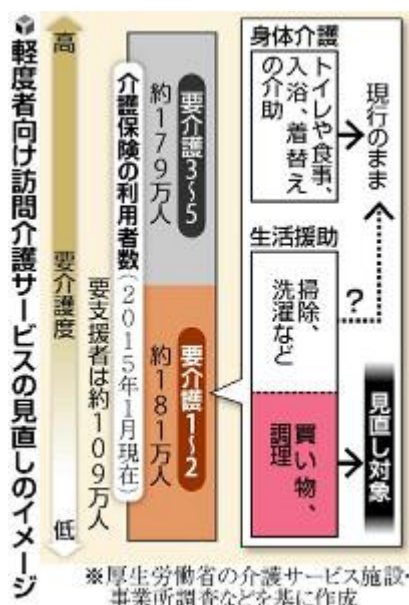 軽度者向け訪問介護サービスの見直しのイメージ
高
要介護度
低
介護保険の利用者数(2015年1月現在)
要支援者は約109万人
要介護3~5
約179万人
要介護1~2
約181万人
身体介護
トイレや食事、
入浴、着替え
の介助
現行のまま
生活援助
掃除、
洗濯など
?
買い物、
調理
見直し対象
※厚生労働省の介護サービス施設・
事業所調査などを基に作成